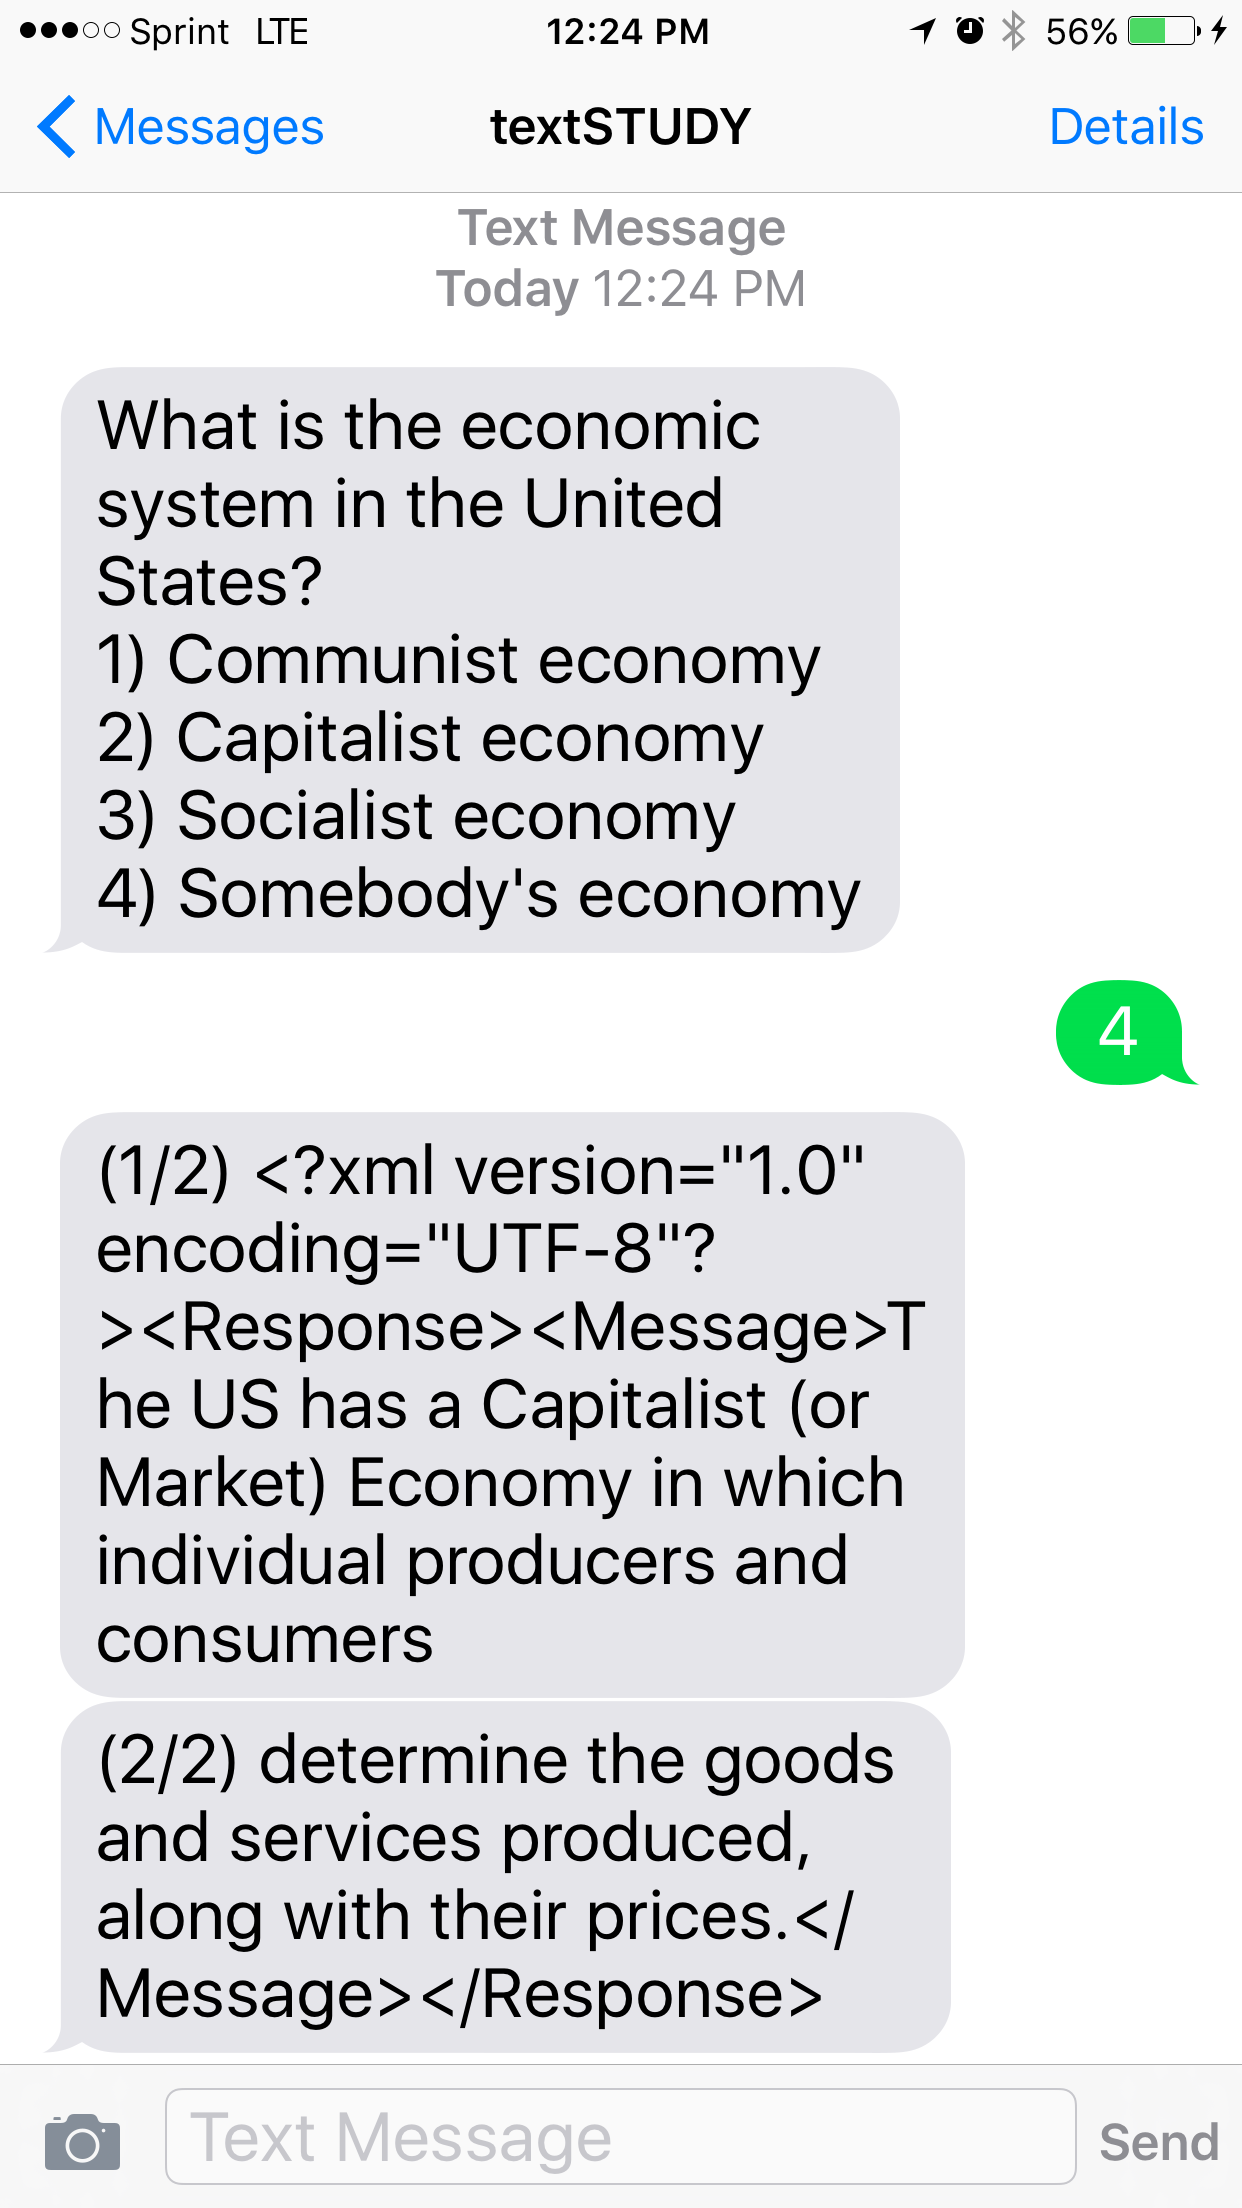 Sprint LTE 12:24 PM 56%
Messages textSTUDY Details
Text Message
Today 12:24 PM
What is the economic
system in the United
States?
1) Communist economy
2) Capitalist economy
3) Socialist economy
4) Somebody's economy
4
(1/2) <?xml version="1.0"
encoding="UTF-8"?
><Response><Message>T
he US has a Capitalist (or
Market) Economy in which
individual producers and
consumers
(2/2) determine the goods
and services produced,
along with their prices.</
Message></Response>
Text Message Send